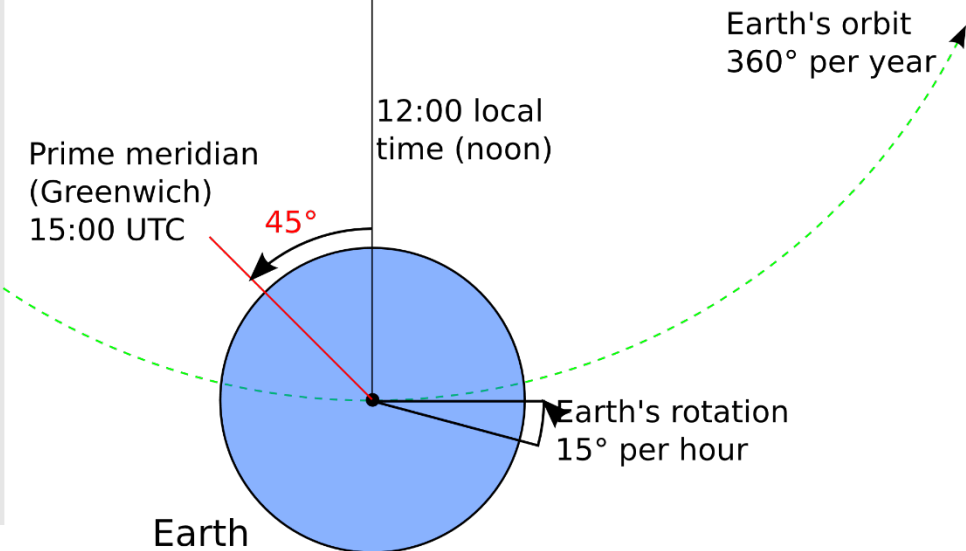 Earth's orbit
360° per year
12:00 local
time (noon)
Prime meridian
(Greenwich)
15:00 UTC
45°
Earth's rotation
15° per hour
Earth